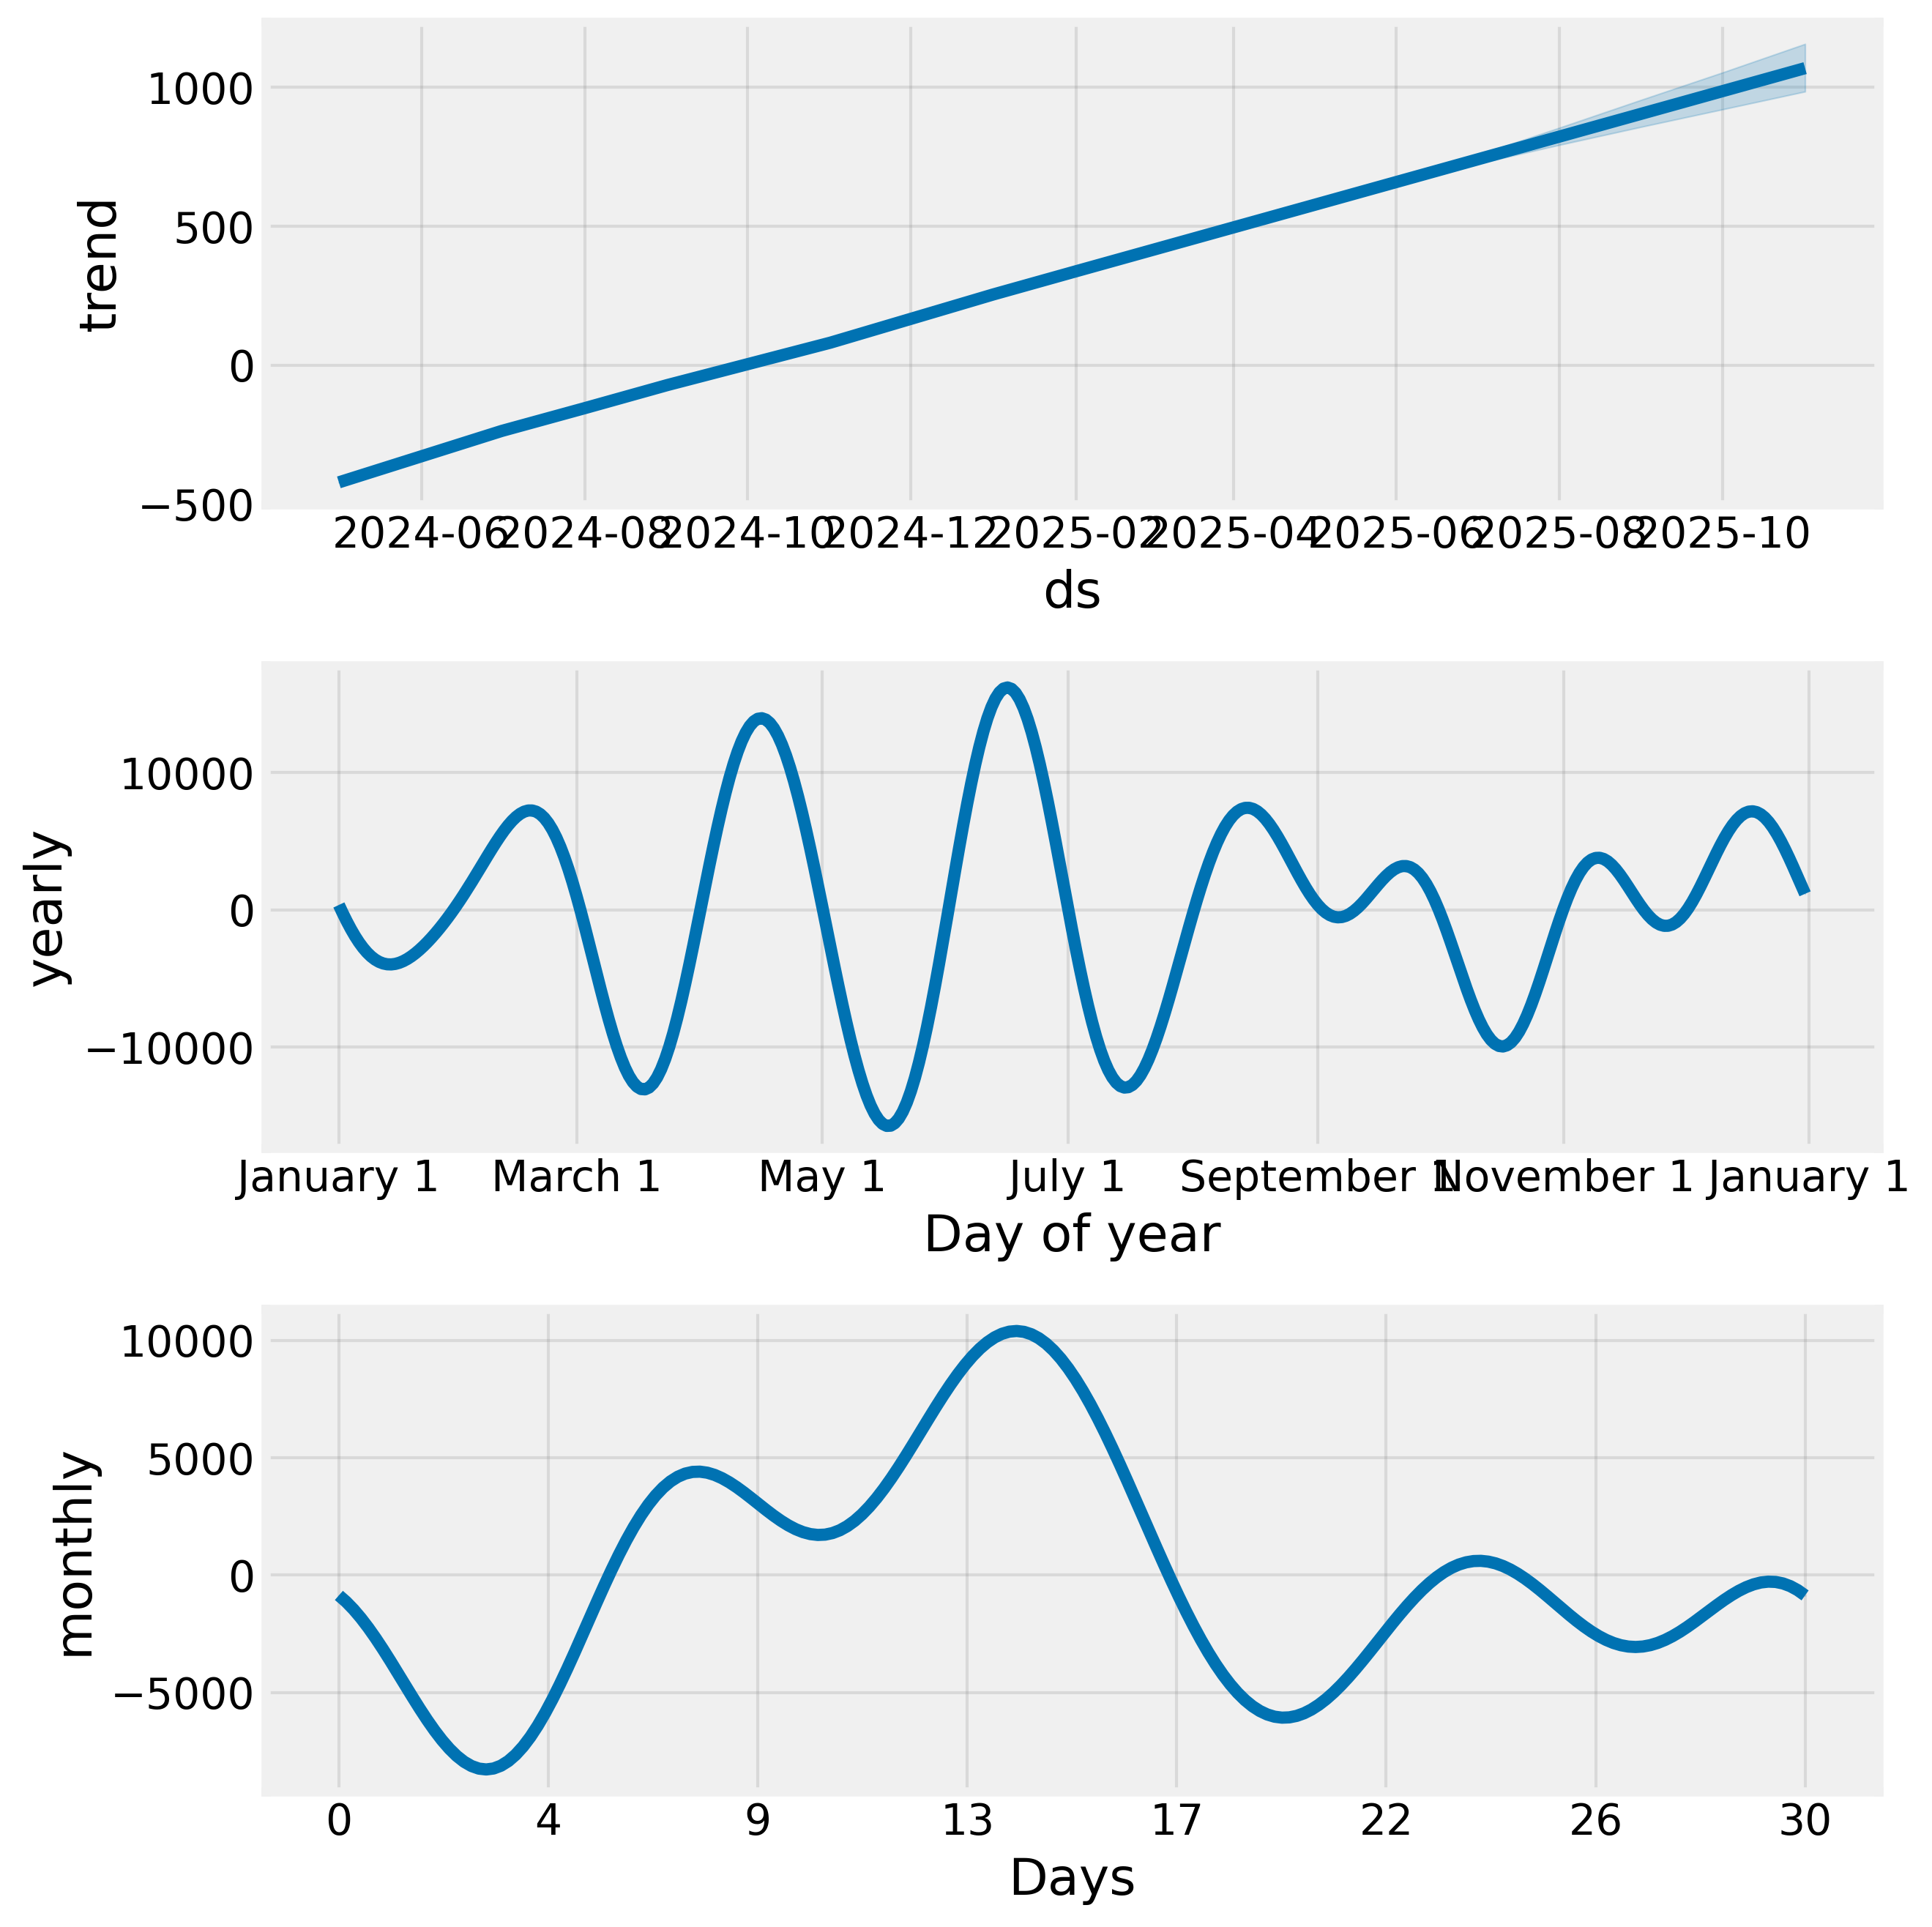 1000
500
0
−500
trend
2024-06 2024-08 2024-10 2024-12 2025-02 2025-04 2025-06 2025-08 2025-10
ds
10000
0
−10000
yearly
January 1 March 1 May 1 July 1 September 1 November 1 January 1
Day of year
10000
5000
0
−5000
monthly
0 4 9 13 17 22 26 30
Days